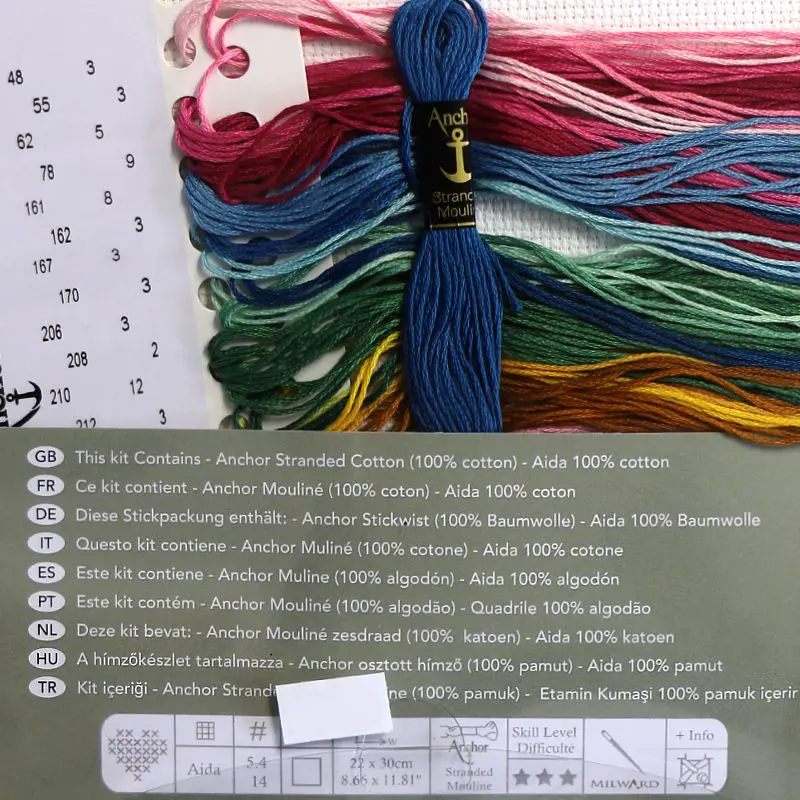 48 3
55 3
62 5
78 9
161 8
162 3
167 3
170 3
206 3
208 2
210 12
212 3
Anch
Stranded
Mouli
GB This kit Contains - Anchor Stranded Cotton (100% cotton) - Aida 100% cotton
FR Ce kit contient - Anchor Mouliné (100% coton) - Aida 100% coton
DE Diese Stickpackung enthält: - Anchor Stickwist (100% Baumwolle) - Aida 100% Baumwolle
IT Questo kit contiene - Anchor Muliné (100% cotone) - Aida 100% cotone
ES Este kit contiene - Anchor Muline (100% algodón) - Aida 100% algodón
PT Este kit contém - Anchor Mouliné (100% algodão) - Quadrile 100% algodão
NL Deze kit bevat: - Anchor Mouliné zesdraad (100% katoen) - Aida 100% katoen
HU A hímzőkészlet tartalmazza - Anchor osztott hímző (100% pamut) - Aida 100% pamut
TR Kit içeriği - Anchor Strande ine (100% pamuk) - Etamin Kumaşi 100% pamuk içerir
# W Skill Level + Info
Difficulté
Aida 5.4 22 x 30cm Anchor
14 8.66 x 11.81" Stranded
Mouline MILWARD